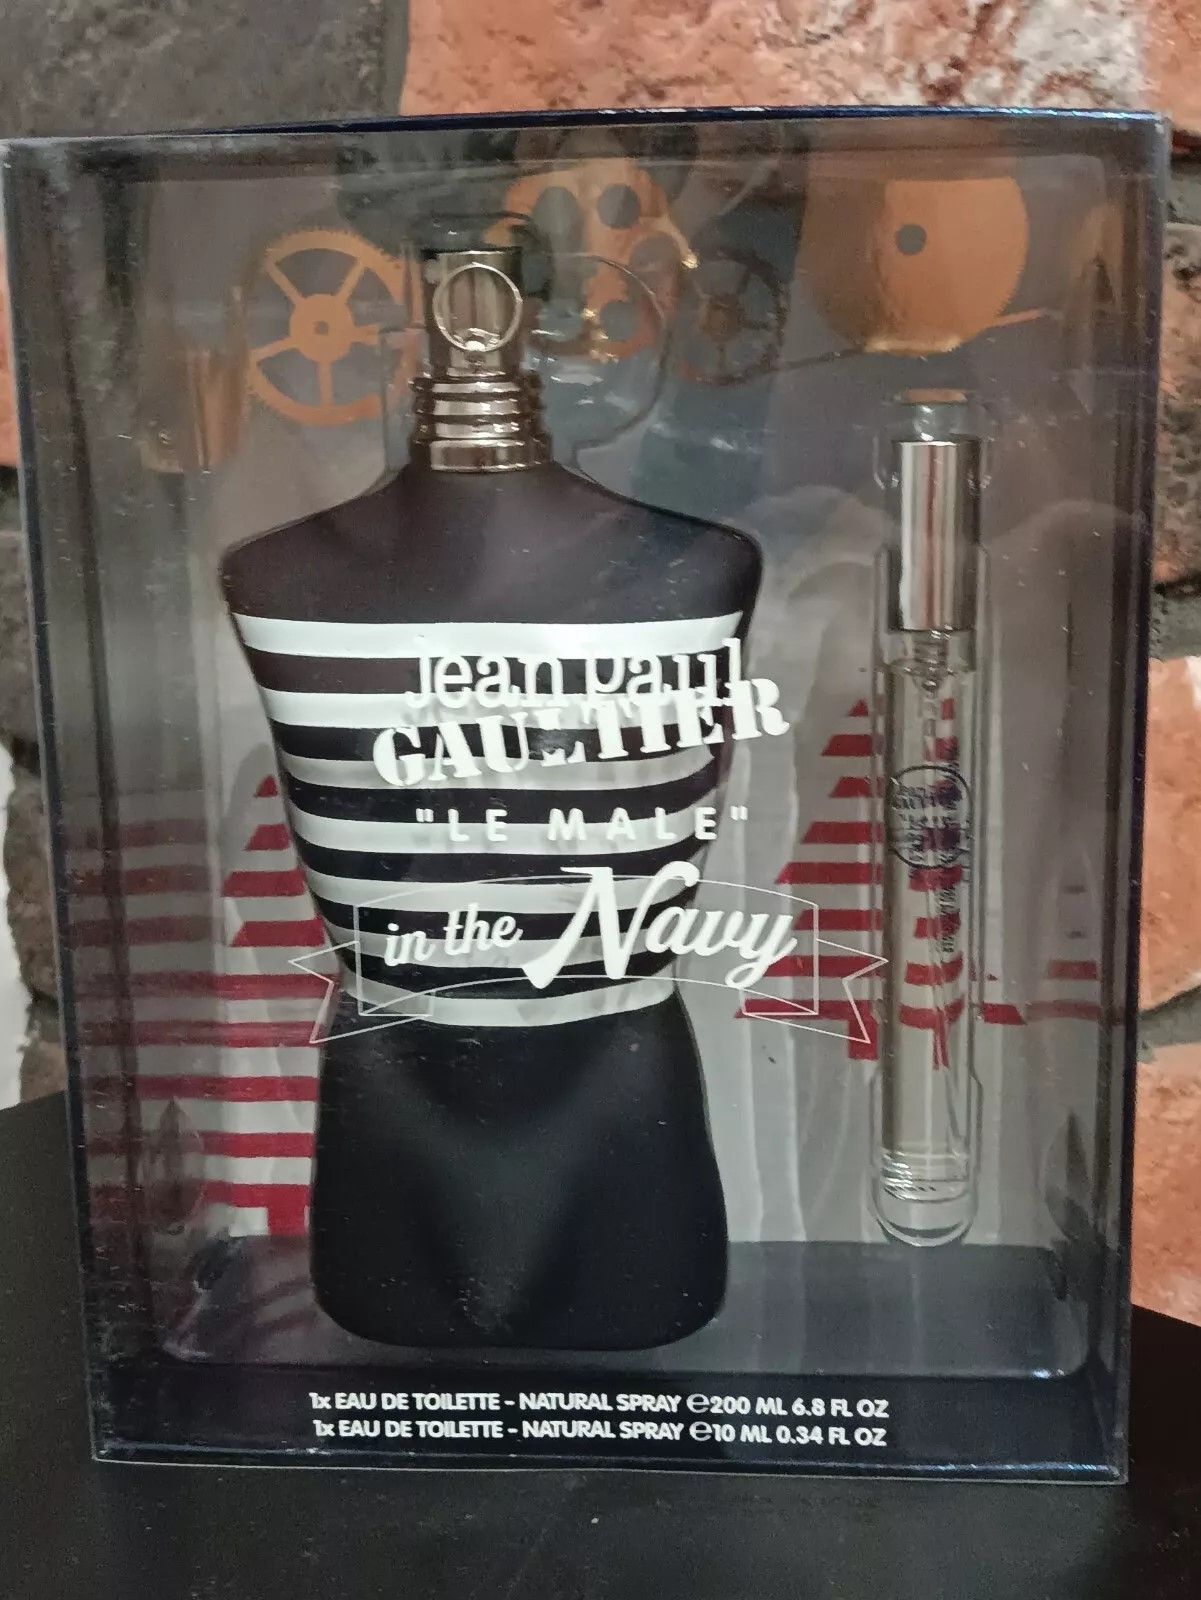 Jean Paul
GAULTIER
"LE MALE"
in the Navy
1x EAU DE TOILETTE - NATURAL SPRAY ℮200 ML 6.8 FL OZ
1x EAU DE TOILETTE - NATURAL SPRAY ℮10 ML 0.34 FL OZ